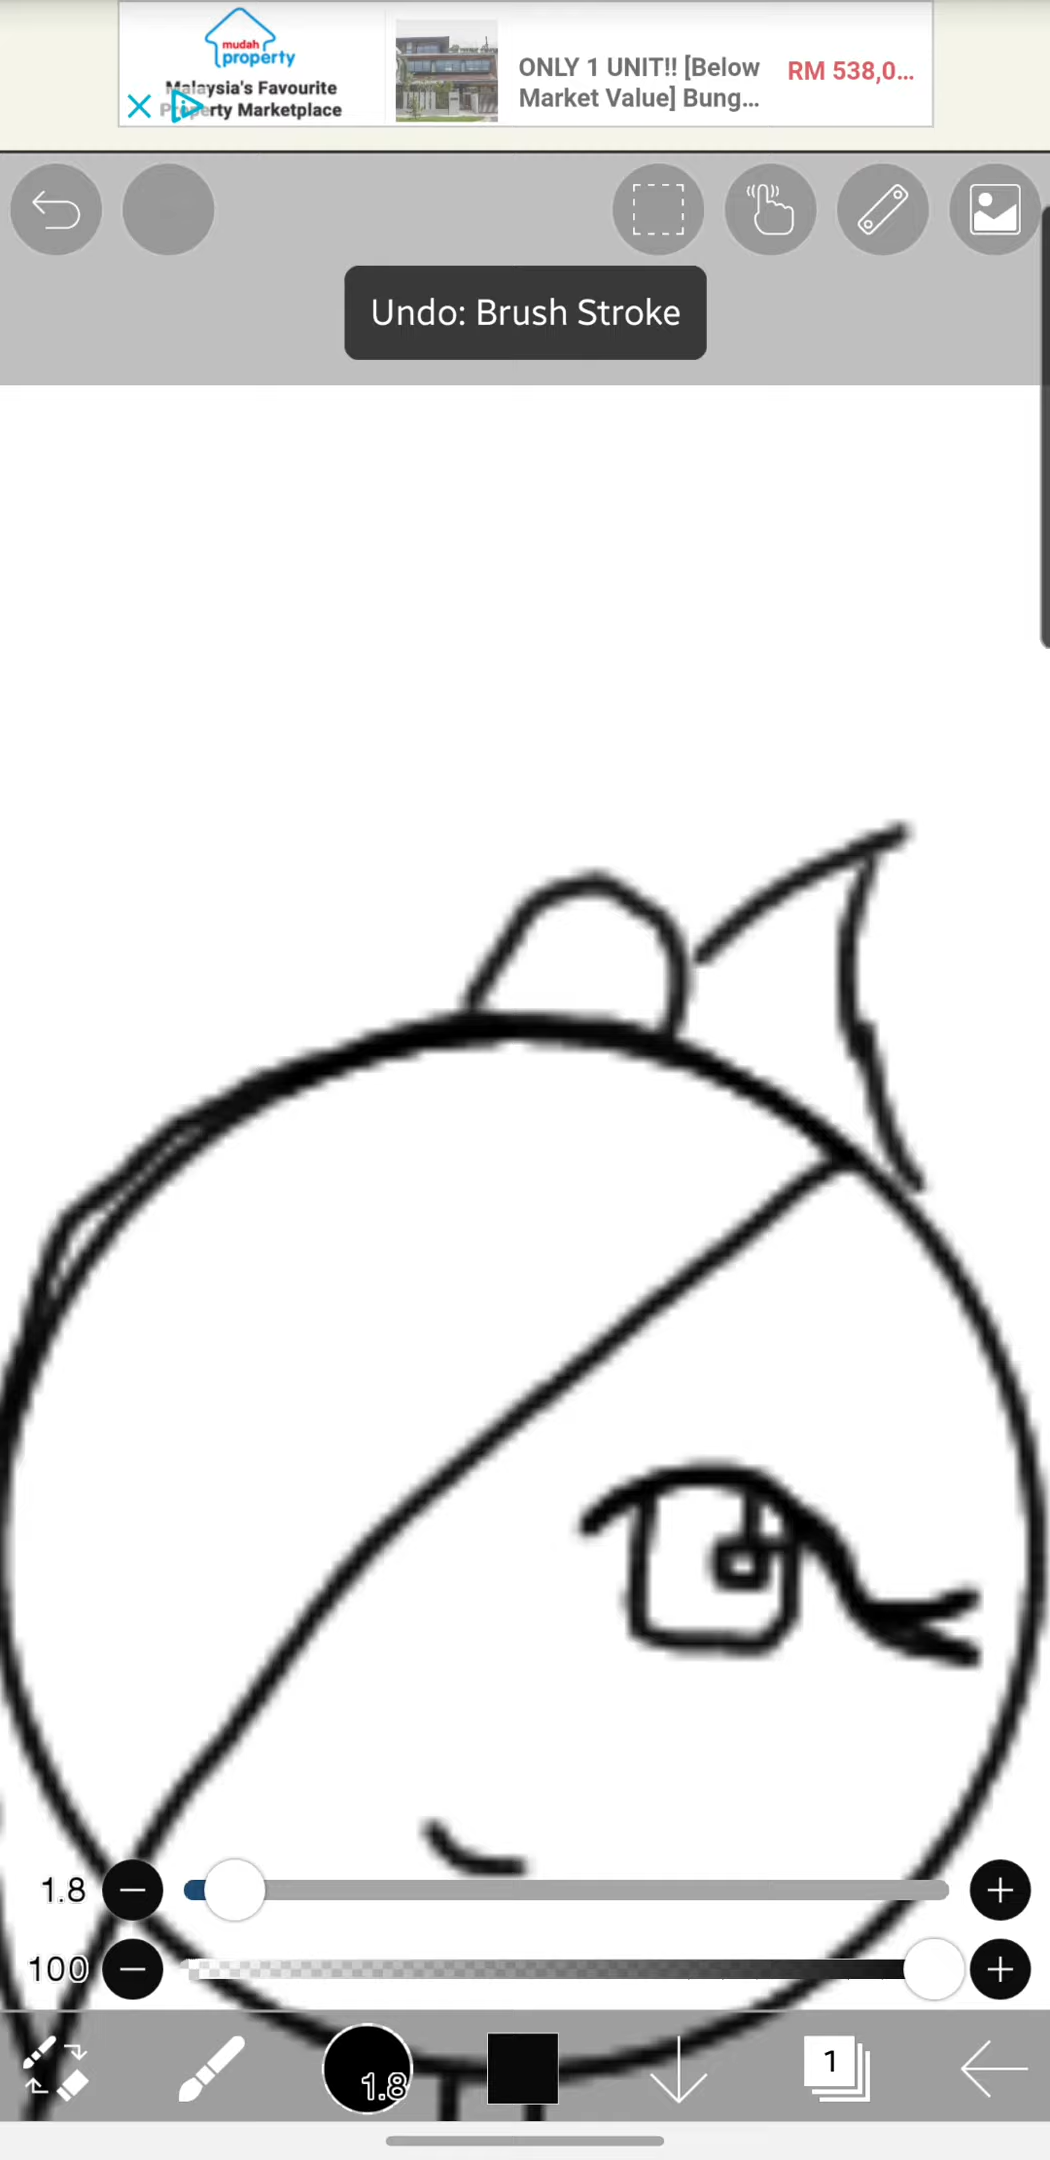 mudah
property
Malaysia's Favourite
Property Marketplace
ONLY 1 UNIT!! [Below
Market Value] Bung...
RM 538,0...
Undo: Brush Stroke
1.8
100
1.8
1